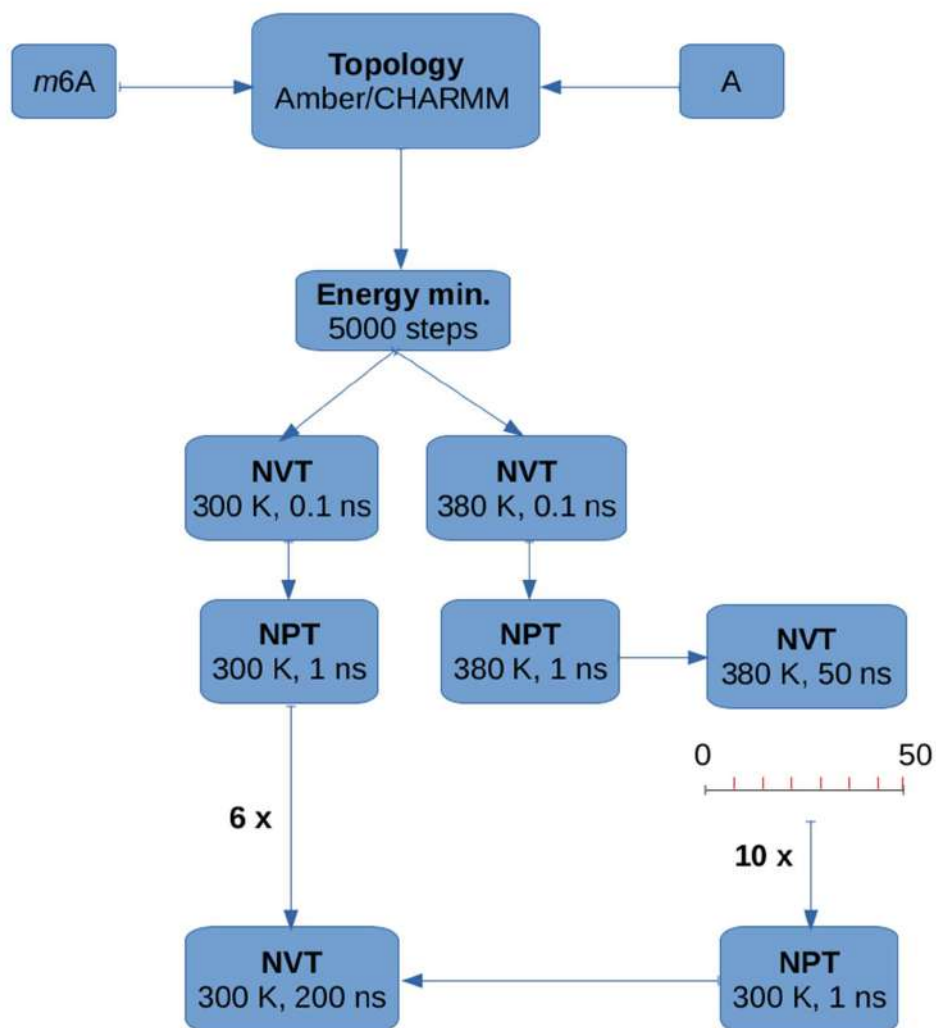 m6A
Topology
Amber/CHARMM
A
Energy min.
5000 steps
NVT
300 K, 0.1 ns
NVT
380 K, 0.1 ns
NPT
300 K, 1 ns
NPT
380 K, 1 ns
NVT
380 K, 50 ns
0
50
6 x
10 x
NVT
300 K, 200 ns
NPT
300 K, 1 ns